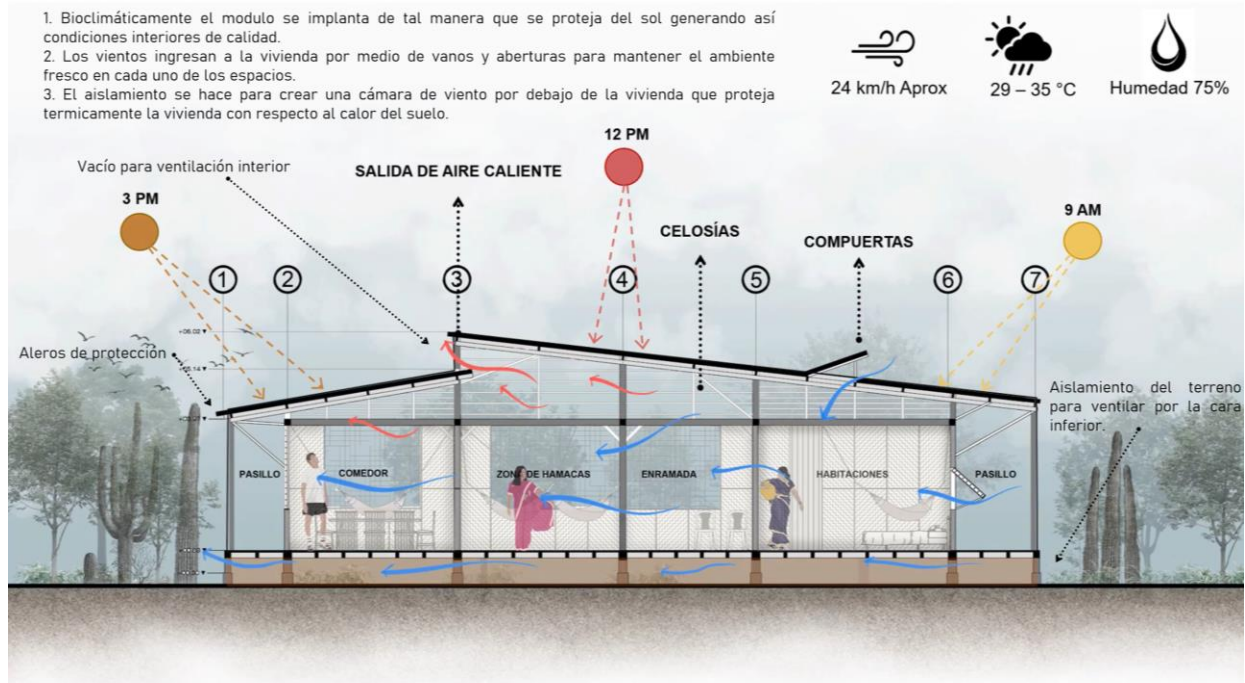 1. Bioclimáticamente el modulo se implanta de tal manera que se proteja del sol generando así
condiciones interiores de calidad.
2. Los vientos ingresan a la vivienda por medio de vanos y aberturas para mantener el ambiente
fresco en cada uno de los espacios.
3. El aislamiento se hace para crear una cámara de viento por debajo de la vivienda que proteja
termicamente la vivienda con respecto al calor del suelo.
24 km/h Aprox
29 – 35 °C
Humedad 75%
12 PM
Vacío para ventilación interior
SALIDA DE AIRE CALIENTE
3 PM
9 AM
CELOSÍAS
COMPUERTAS
1
2
3
4
5
6
7
+06.02
Aleros de protección
Aislamiento del terreno
para ventilar por la cara
inferior.
PASILLO
COMEDOR
ZONA DE HAMACAS
ENRAMADA
HABITACIONES
PASILLO